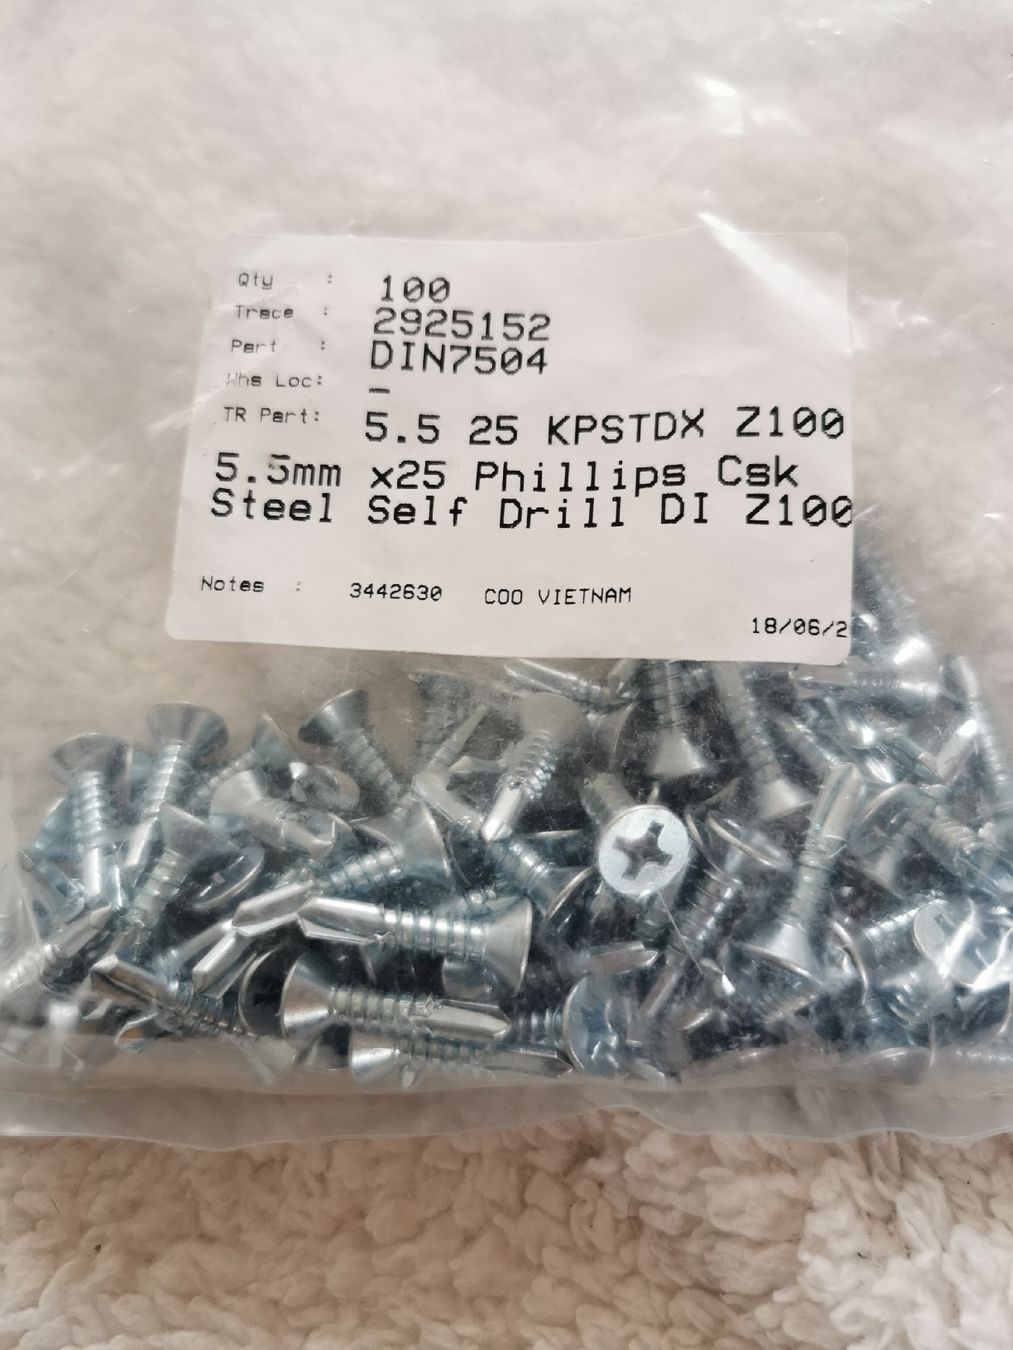 Qty : 100
Trace : 2925152
Part : DIN7504
Whs Loc: -
TR Part: 5.5 25 KPSTDX Z100
5.5mm x25 Phillips Csk
Steel Self Drill DI Z100
Notes : 3442630 COO VIETNAM
18/06/2